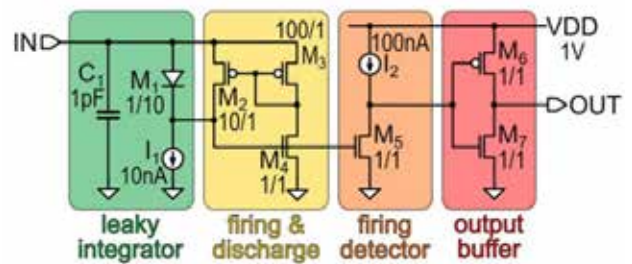 IN
C1
1pF
M1
1/10
I1
10nA
100/1
M3
M2
10/1
M4
1/1
100nA
I2
M5
1/1
VDD
1V
M6
1/1
OUT
M7
1/1
leaky
integrator
firing &
discharge
firing
detector
output
buffer